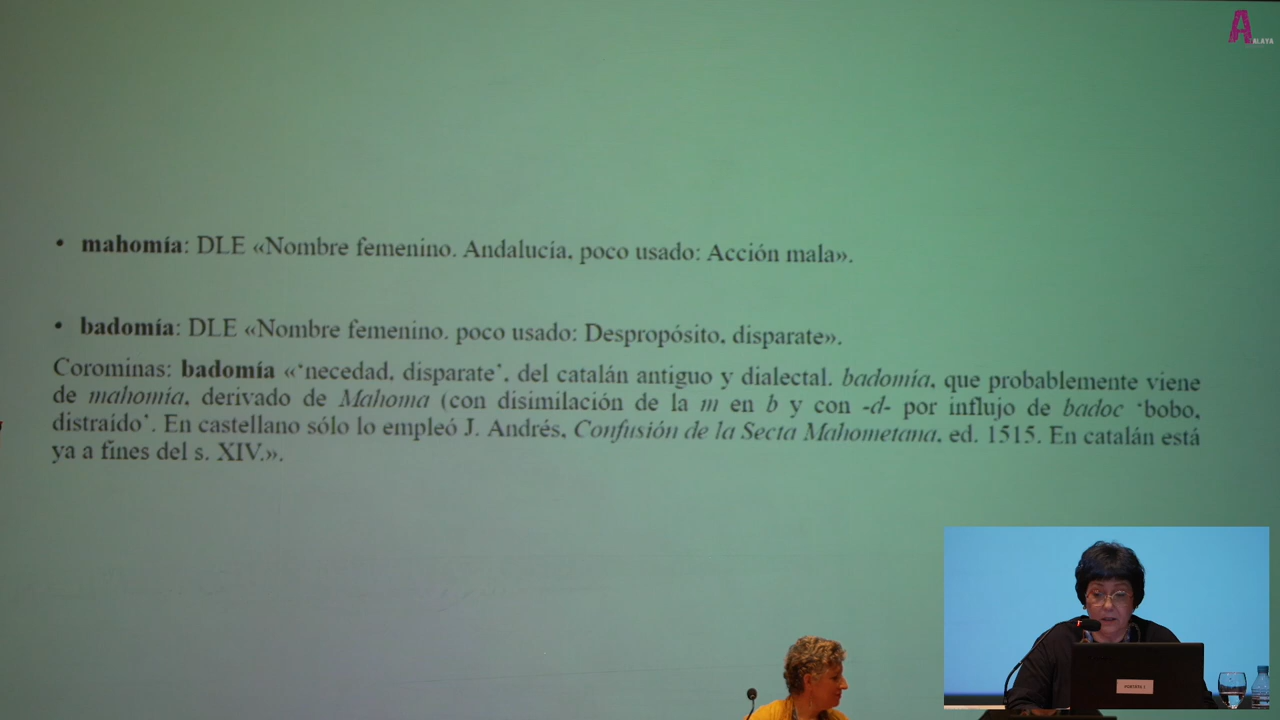 ALAYA
• mahomía: DLE «Nombre femenino. Andalucía, poco usado: Acción mala».
• badomía: DLE «Nombre femenino. poco usado: Despropósito, disparate».
Corominas: badomía «‘necedad, disparate’, del catalán antiguo y dialectal. badomía, que probablemente viene
de mahomía, derivado de Mahoma (con disimilación de la m en b y con -d- por influjo de badoc ‘bobo,
distraído’. En castellano sólo lo empleó J. Andrés, Confusión de la Secta Mahometana, ed. 1515. En catalán está
ya a fines del s. XIV.».